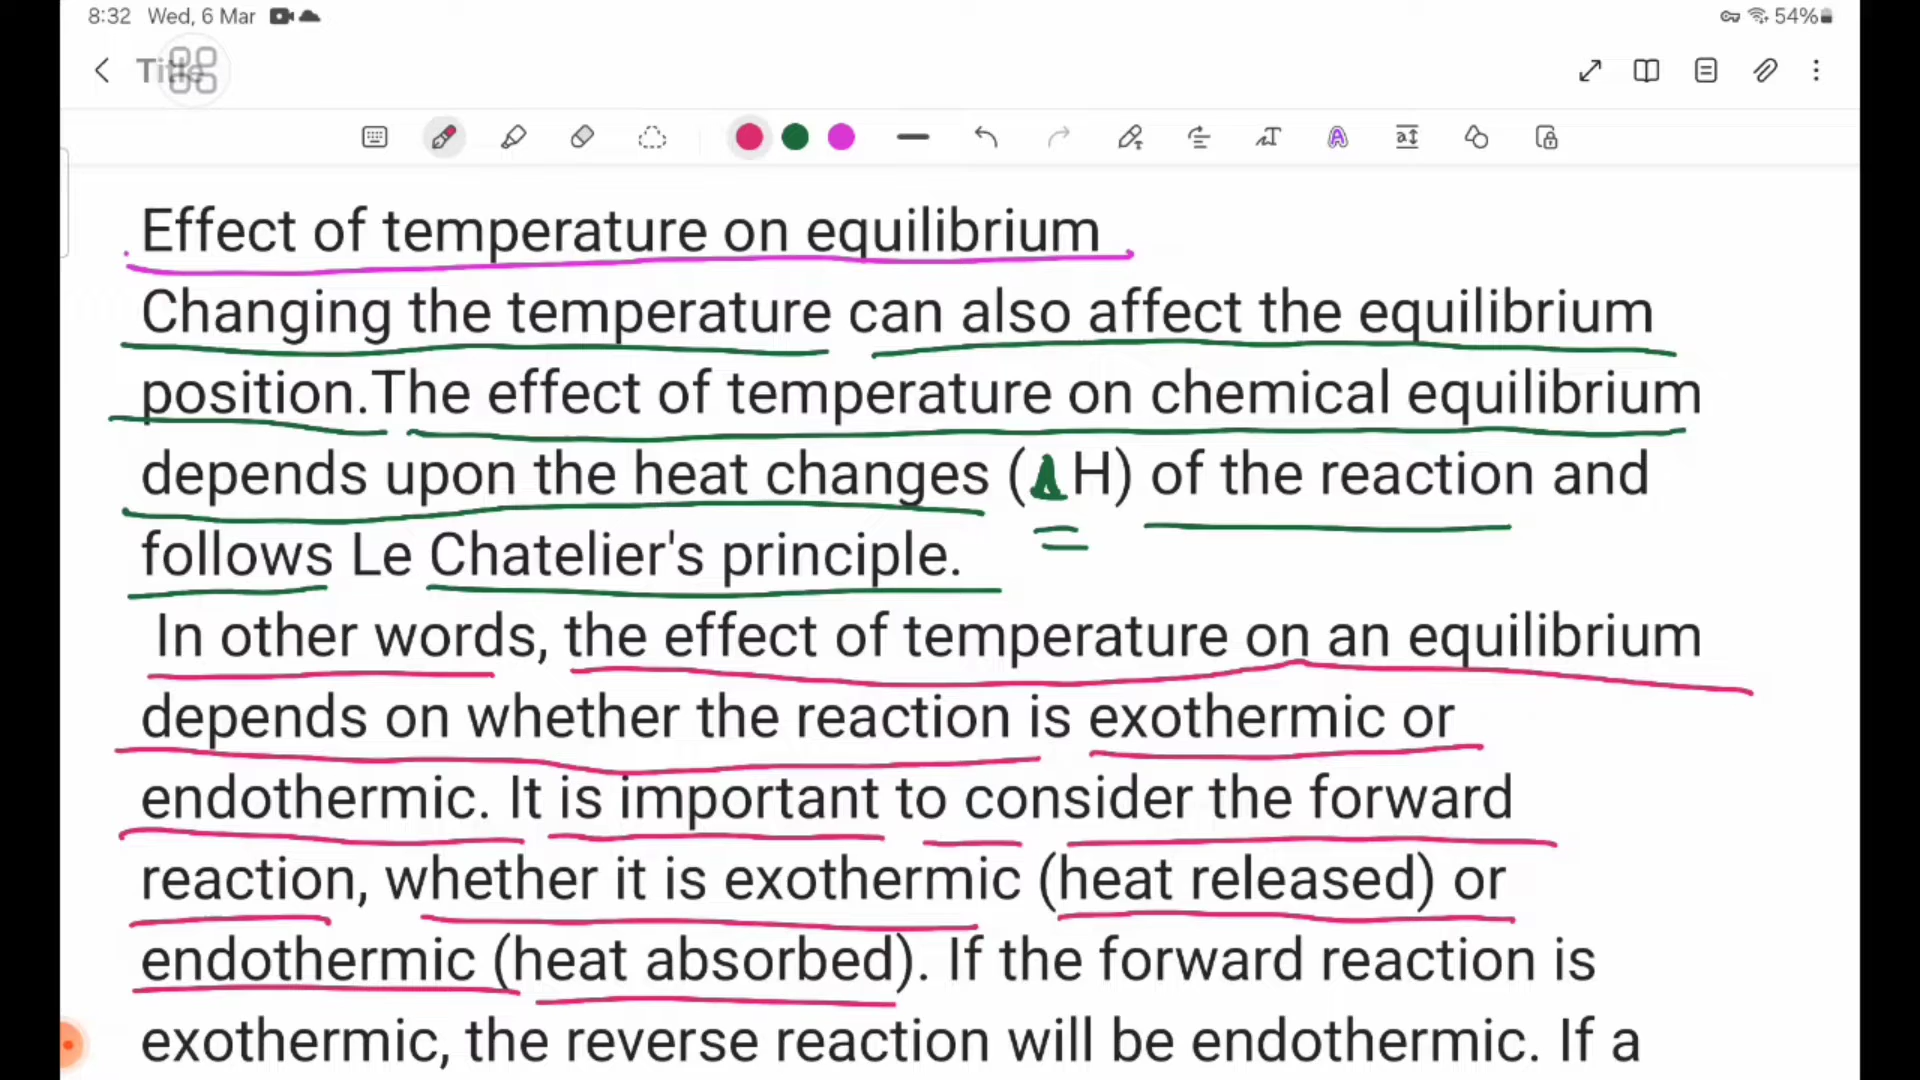 8:32 Wed, 6 Mar 54%
Title
Effect of temperature on equilibrium
Changing the temperature can also affect the equilibrium
position.The effect of temperature on chemical equilibrium
depends upon the heat changes (ΔH) of the reaction and
follows Le Chatelier's principle.
In other words, the effect of temperature on an equilibrium
depends on whether the reaction is exothermic or
endothermic. It is important to consider the forward
reaction, whether it is exothermic (heat released) or
endothermic (heat absorbed). If the forward reaction is
exothermic, the reverse reaction will be endothermic. If a